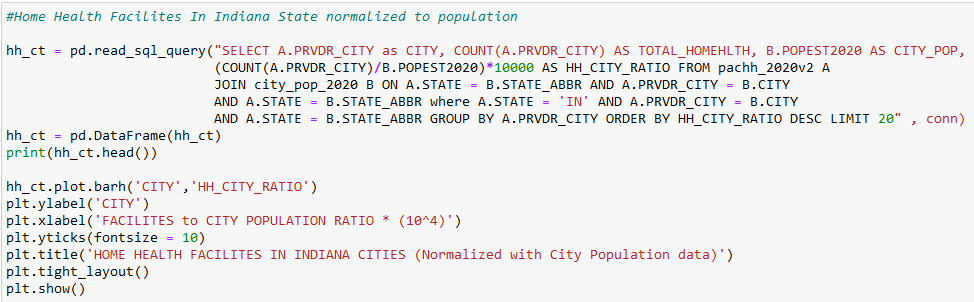 #Home Health Facilites In Indiana State normalized to population
hh_ct = pd.read_sql_query("SELECT A.PRVDR_CITY as CITY, COUNT(A.PRVDR_CITY) AS TOTAL_HOMEHLTH, B.POPEST2020 AS CITY_POP,
(COUNT(A.PRVDR_CITY)/B.POPEST2020)*10000 AS HH_CITY_RATIO FROM pachh_2020v2 A
JOIN city_pop_2020 B ON A.STATE = B.STATE_ABBR AND A.PRVDR_CITY = B.CITY
AND A.STATE = B.STATE_ABBR where A.STATE = 'IN' AND A.PRVDR_CITY = B.CITY
AND A.STATE = B.STATE_ABBR GROUP BY A.PRVDR_CITY ORDER BY HH_CITY_RATIO DESC LIMIT 20" , conn)
hh_ct = pd.DataFrame(hh_ct)
print(hh_ct.head())
hh_ct.plot.barh('CITY','HH_CITY_RATIO')
plt.ylabel('CITY')
plt.xlabel('FACILITES to CITY POPULATION RATIO * (10^4)')
plt.yticks(fontsize = 10)
plt.title('HOME HEALTH FACILITES IN INDIANA CITIES (Normalized with City Population data)')
plt.tight_layout()
plt.show()